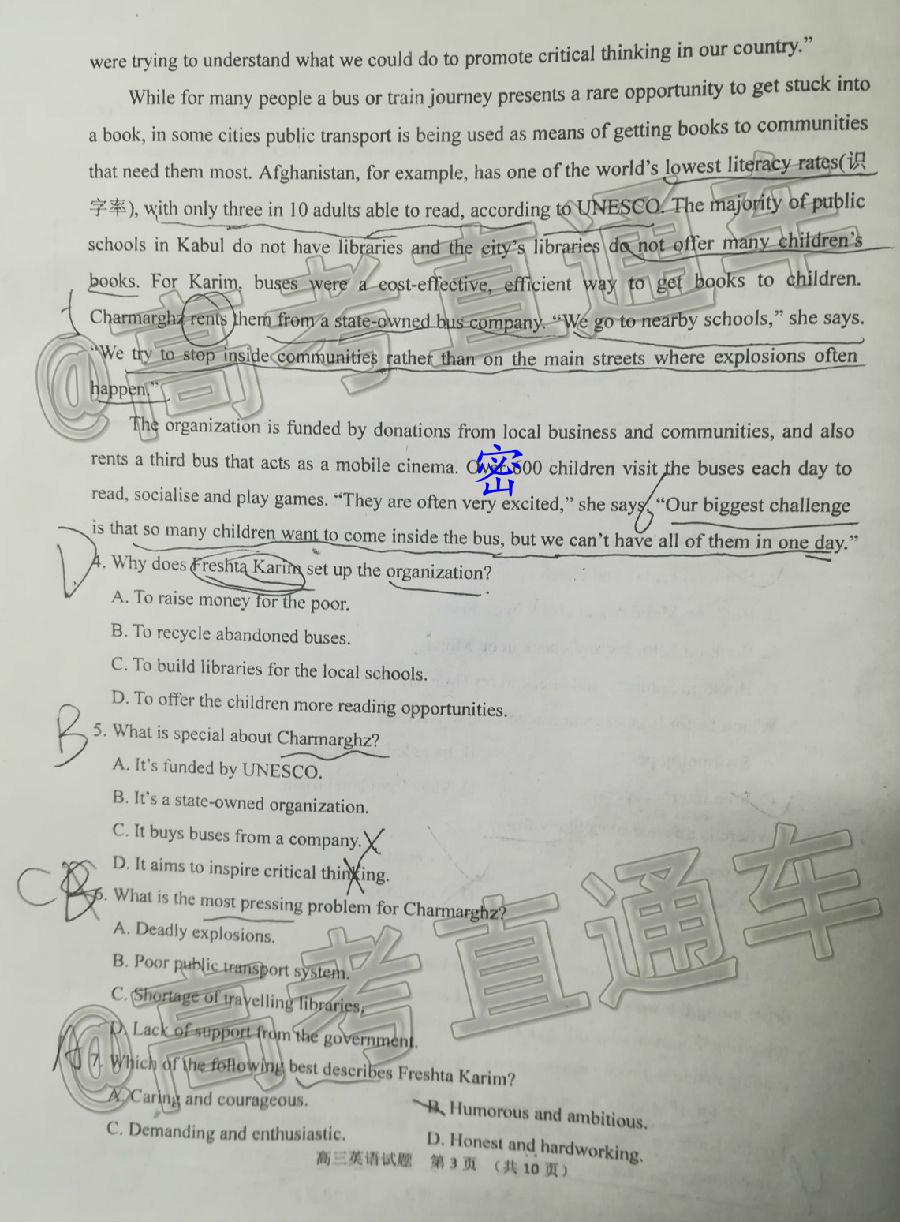 were trying to understand what we could do to promote critical thinking in our country.”
While for many people a bus or train journey presents a rare opportunity to get stuck into
a book, in some cities public transport is being used as means of getting books to communities
that need them most. Afghanistan, for example, has one of the world’s lowest literacy rates(识
字率), with only three in 10 adults able to read, according to UNESCO. The majority of public
schools in Kabul do not have libraries and the city’s libraries do not offer many children’s
books. For Karim, buses were a cost-effective, efficient way to get books to children.
Charmarghz rents them from a state-owned bus company. “We go to nearby schools,” she says.
“We try to stop inside communities rather than on the main streets where explosions often
happen.”
The organization is funded by donations from local business and communities, and also
rents a third bus that acts as a mobile cinema. Over 600 children visit the buses each day to
密
read, socialise and play games. “They are often very excited,” she says. “Our biggest challenge
is that so many children want to come inside the bus, but we can’t have all of them in one day.”
D
4. Why does Freshta Karim set up the organization?
A. To raise money for the poor.
B. To recycle abandoned buses.
C. To build libraries for the local schools.
D. To offer the children more reading opportunities.
B
5. What is special about Charmarghz?
A. It’s funded by UNESCO.
B. It’s a state-owned organization.
C. It buys buses from a company.
D. It aims to inspire critical thinking.
C
6. What is the most pressing problem for Charmarghz?
A. Deadly explosions.
B. Poor public transport system.
C. Shortage of travelling libraries.
D. Lack of support from the government.
A
7. Which of the following best describes Freshta Karim?
A. Caring and courageous. B. Humorous and ambitious.
C. Demanding and enthusiastic. D. Honest and hardworking.
高三英语试题 第 3 页 （共 10 页）
@高考直通车
@高考直通车